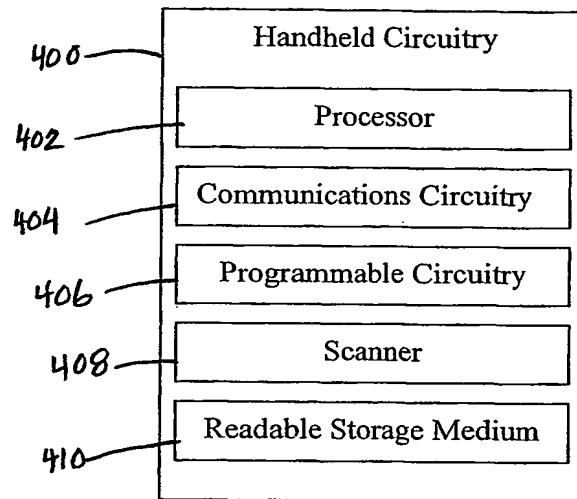 Handheld Circuitry
400
Processor
402
Communications Circuitry
404
Programmable Circuitry
406
Scanner
408
Readable Storage Medium
410